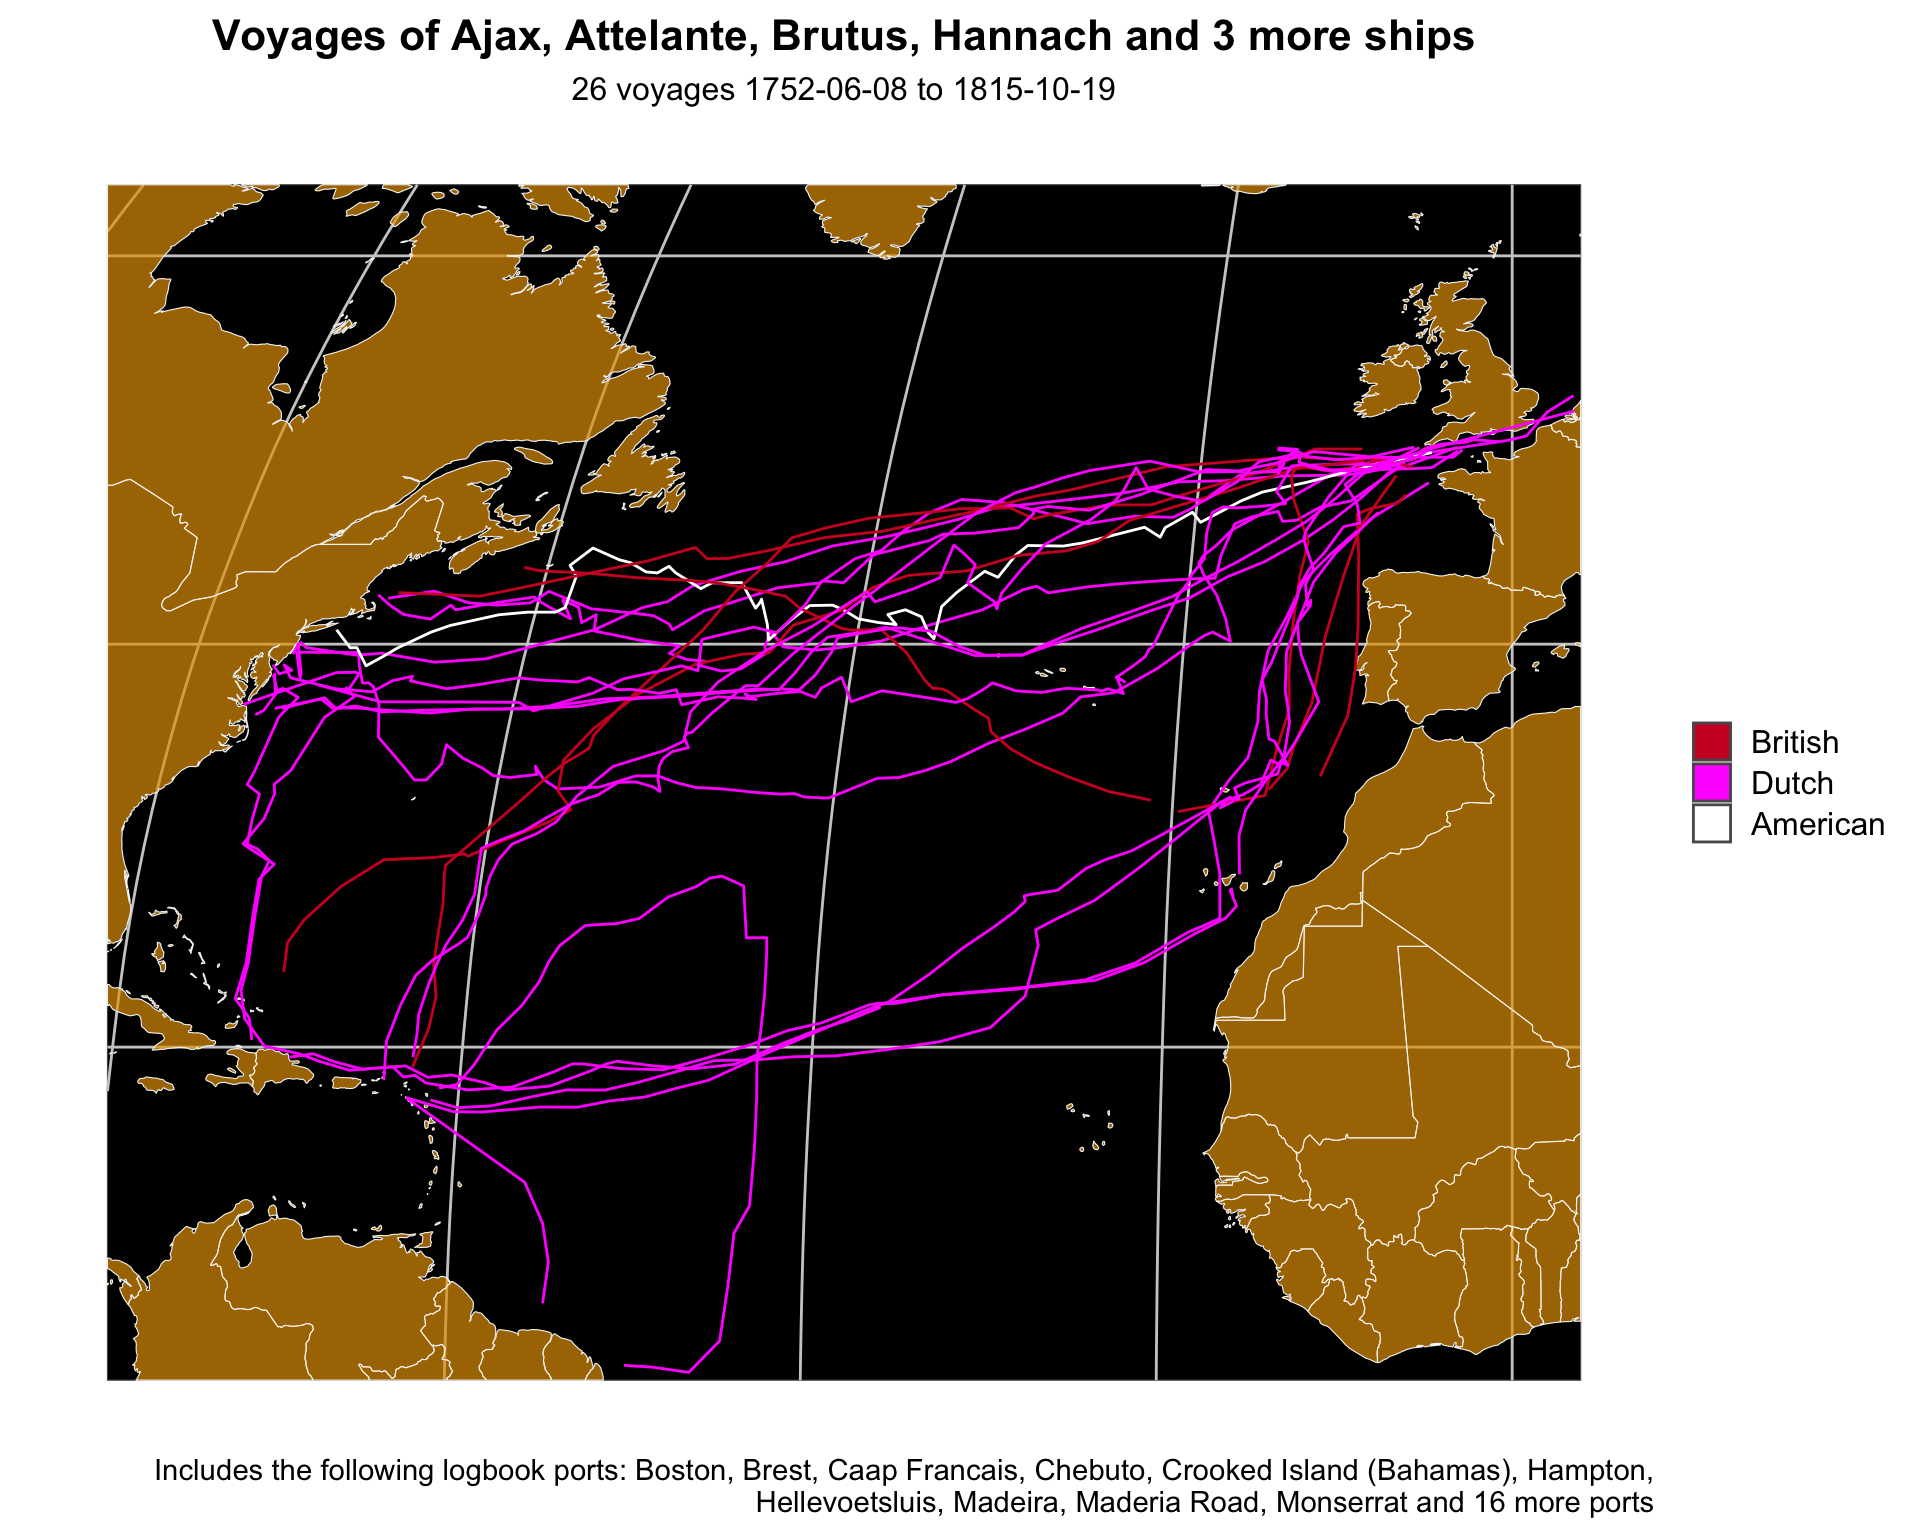 Voyages of Ajax, Attelante, Brutus, Hannach and 3 more ships
26 voyages 1752-06-08 to 1815-10-19
British
Dutch
American
Includes the following logbook ports: Boston, Brest, Caap Francais, Chebuto, Crooked Island (Bahamas), Hampton,
Hellevoetsluis, Madeira, Maderia Road, Monserrat and 16 more ports